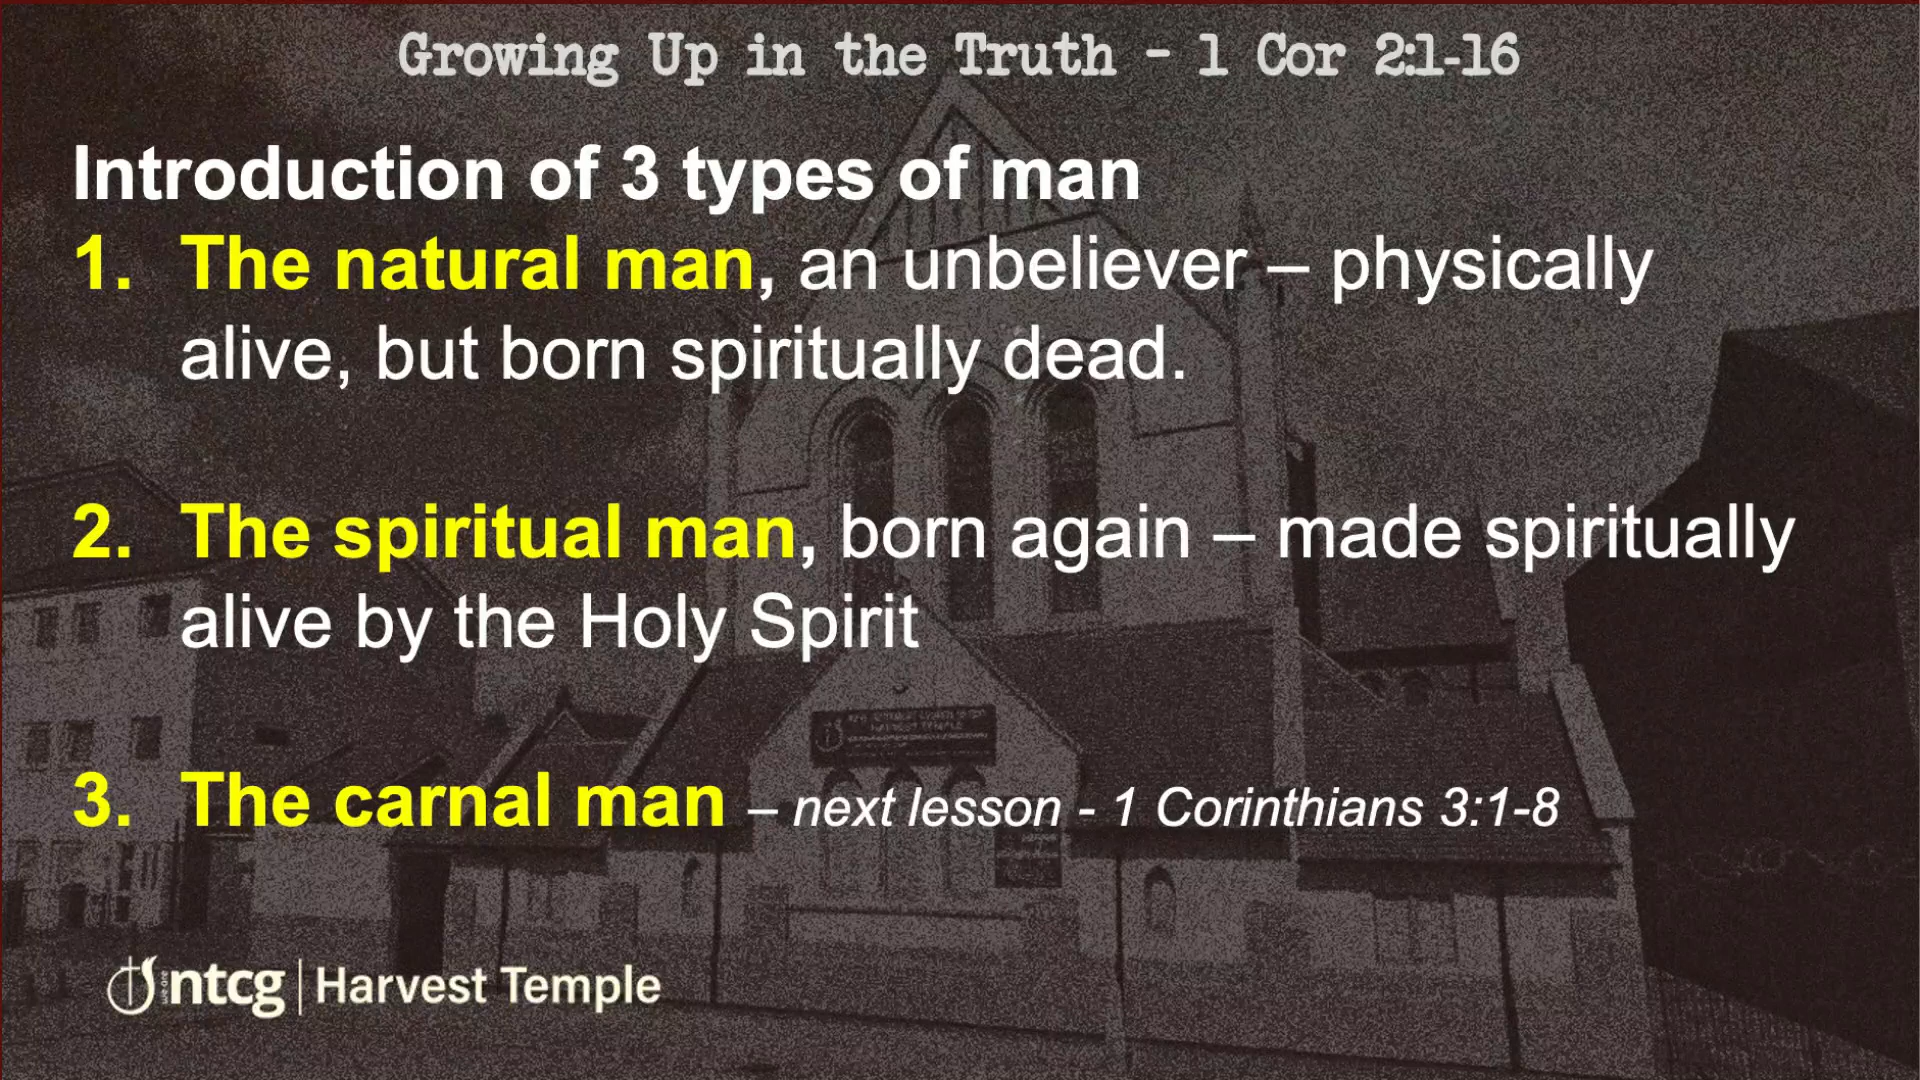 Growing Up in the Truth - 1 Cor 2:1-16
Introduction of 3 types of man
1. The natural man, an unbeliever – physically
alive, but born spiritually dead.
2. The spiritual man, born again – made spiritually
alive by the Holy Spirit
3. The carnal man – next lesson - 1 Corinthians 3:1-8
we are ntcg | Harvest Temple